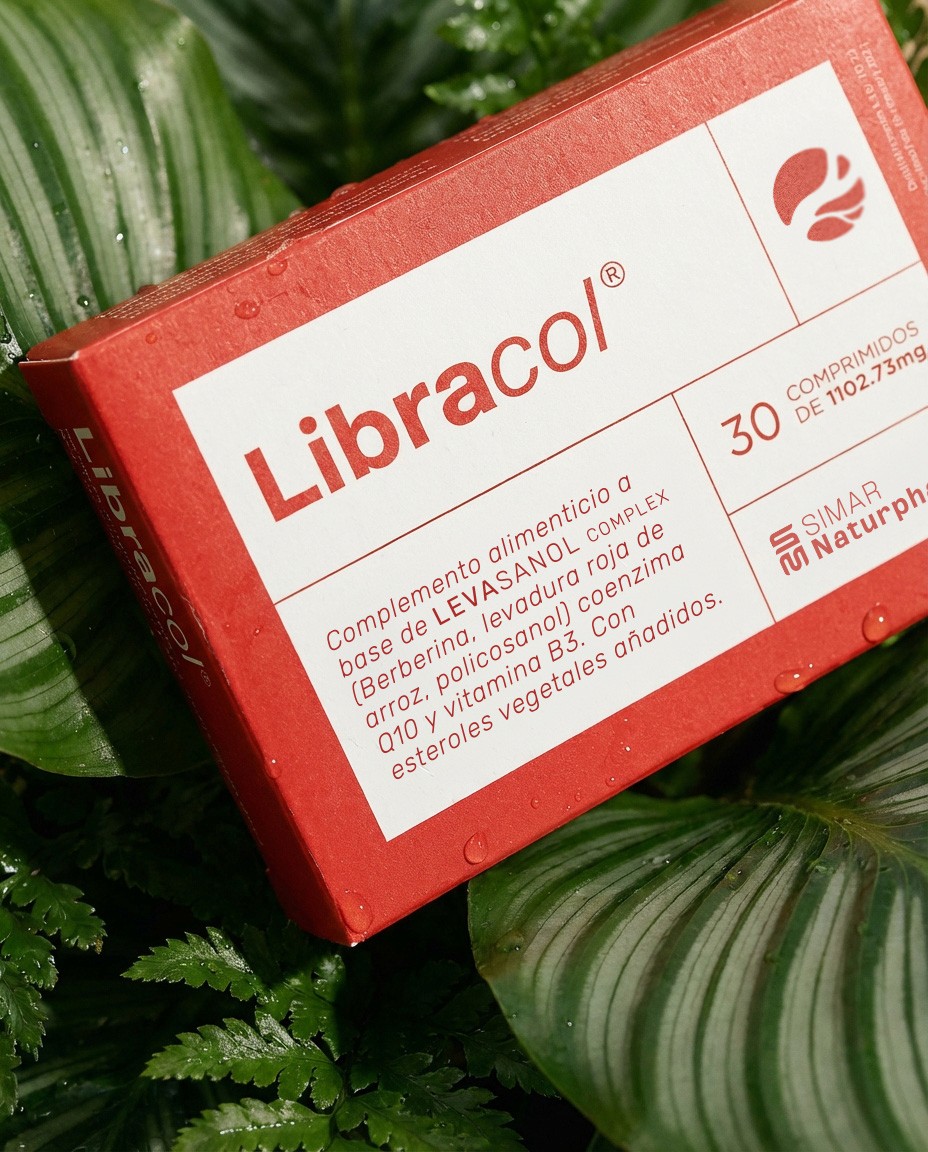 Libracol®
30
COMPRIMIDOS
DE 1102.73mg
Complemento alimenticio a
base de LEVASANOL COMPLEX
(Berberina, levadura roja de
arroz, policosanol) coenzima
Q10 y vitamina B3. Con
esteroles vegetales añadidos.
SIMAR
Libracol®